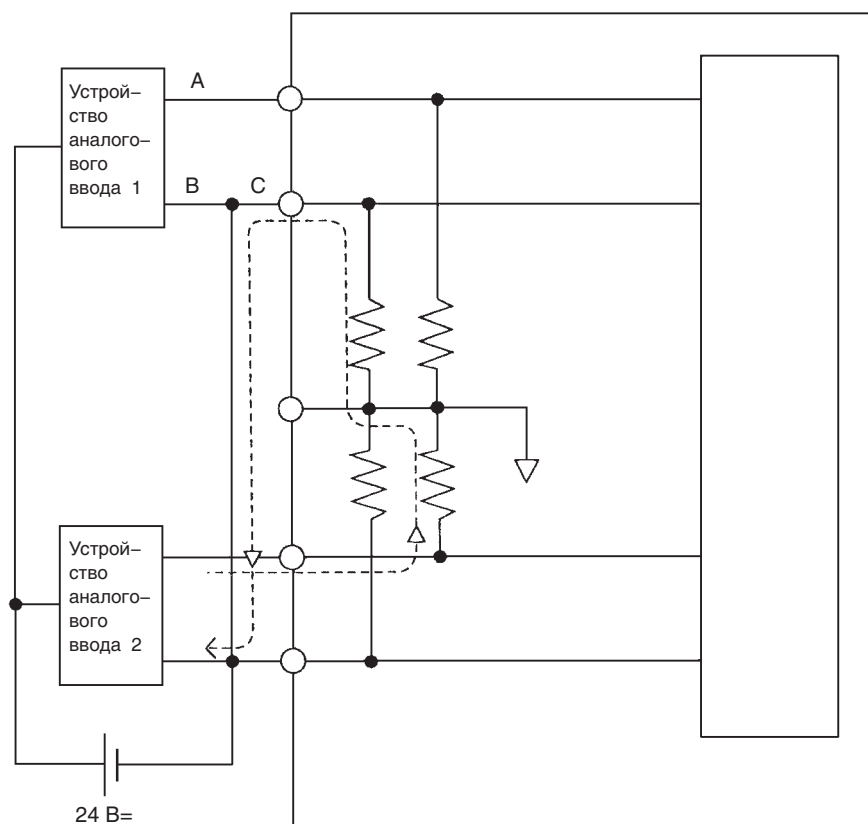 A
Устрой–
ство
аналого–
вого
ввода 1
B C
Устрой–
ство
аналого–
вого
ввода 2
24 В=